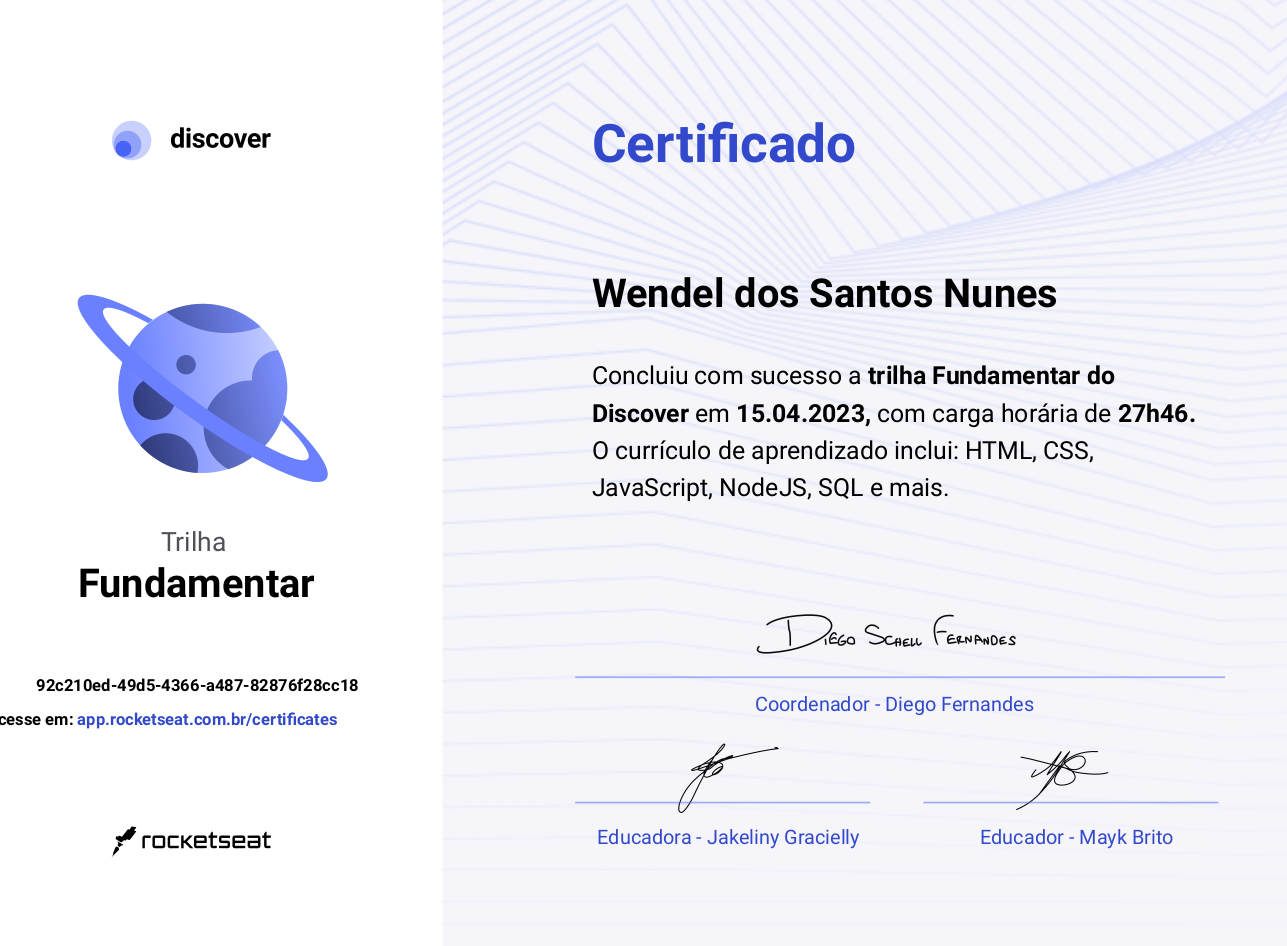 discover
Trilha
Fundamentar
92c210ed-49d5-4366-a487-82876f28cc18
cesse em: app.rocketseat.com.br/certificates
rocketseat
Certificado
Wendel dos Santos Nunes
Concluiu com sucesso a trilha Fundamentar do
Discover em 15.04.2023, com carga horária de 27h46.
O currículo de aprendizado inclui: HTML, CSS,
JavaScript, NodeJS, SQL e mais.
Diego Schell Fernandes
Coordenador - Diego Fernandes
Educadora - Jakeliny Gracielly
Educador - Mayk Brito